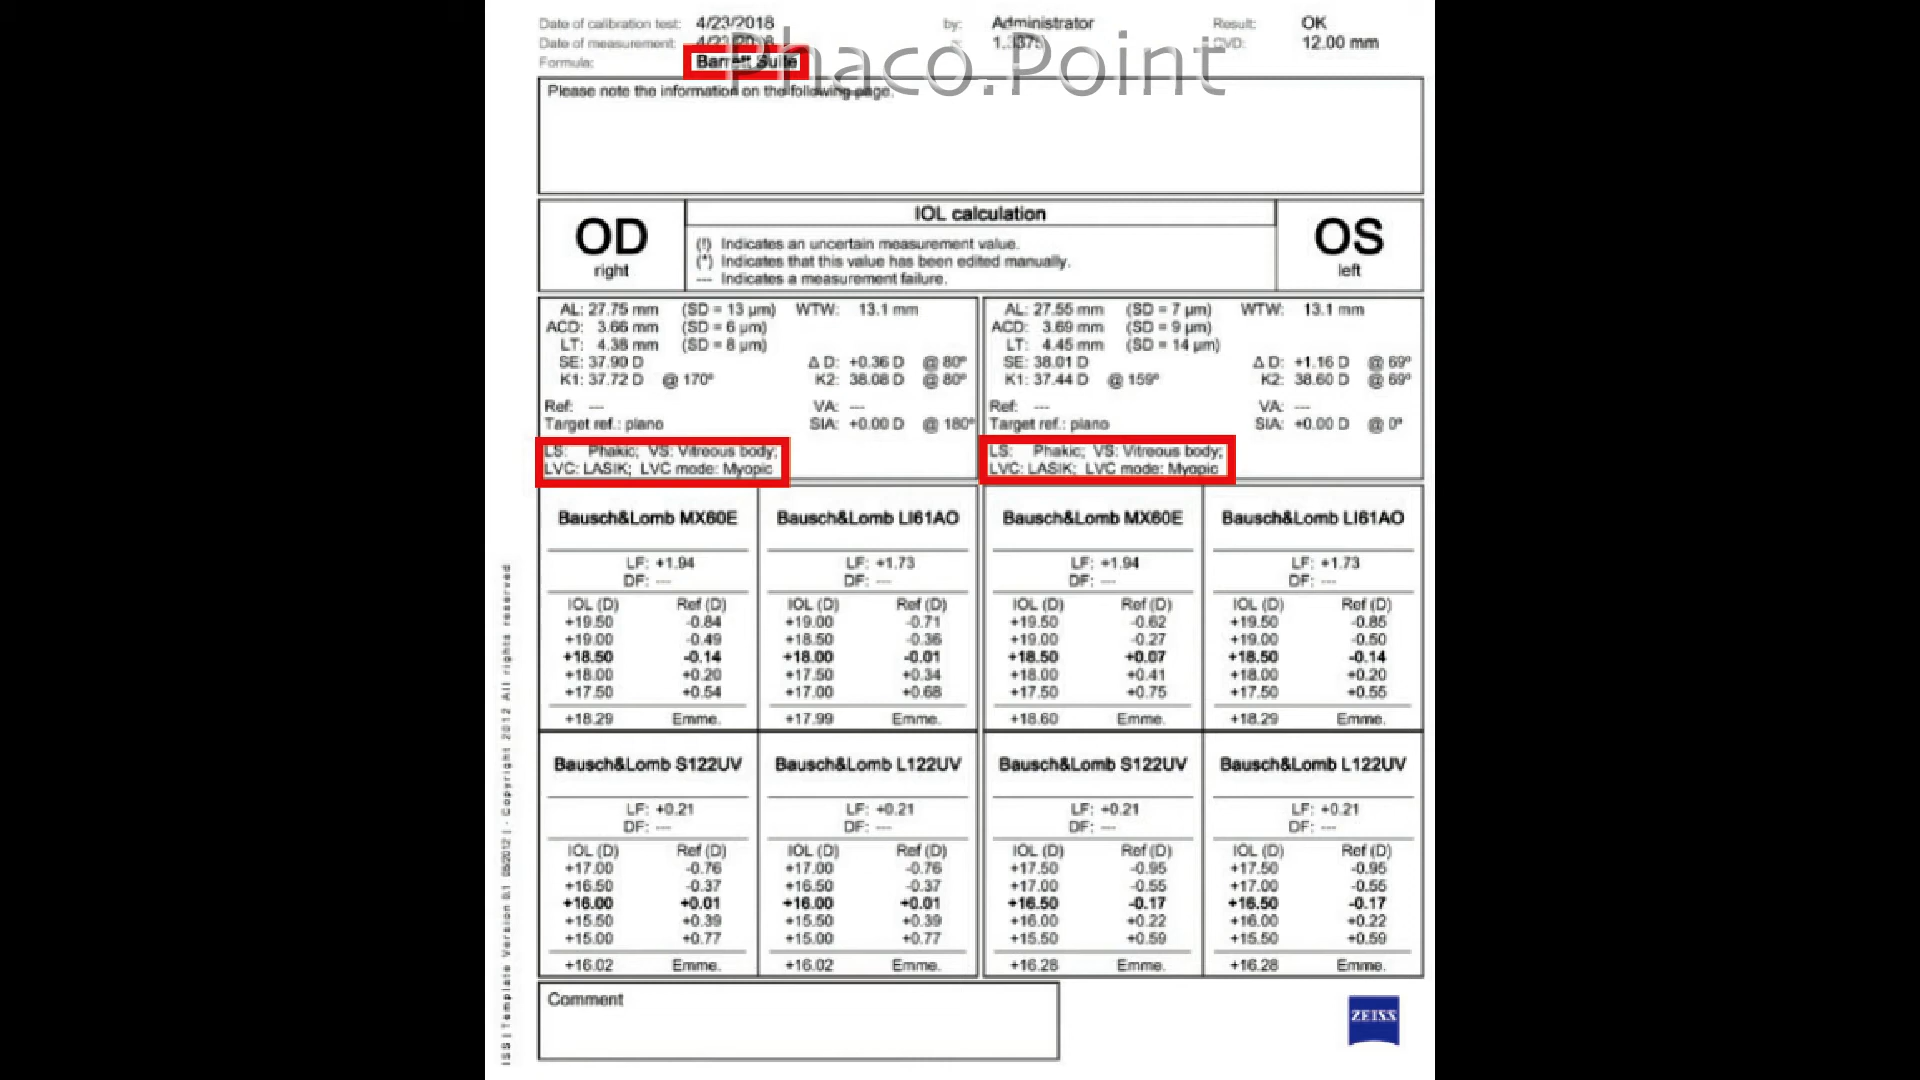 Date of calibration test: 4/23/2018 by: Administrator Result: OK
Date of measurement: 4/23/2018 n: 1.3375 CVD: 12.00 mm
Formula: Barrett Suite
Phaco.Point
Please note the information on the following page.
OD right
IOL calculation
(!) Indicates an uncertain measurement value.
(*) Indicates that this value has been edited manually.
--- Indicates a measurement failure.
OS left
AL: 27.75 mm (SD = 13 µm) WTW: 13.1 mm
ACD: 3.66 mm (SD = 6 µm)
LT: 4.38 mm (SD = 8 µm)
SE: 37.90 D Δ D: +0.36 D @ 80°
K1: 37.72 D @ 170° K2: 38.08 D @ 80°
Ref: --- VA: ---
Target ref.: plano SIA: +0.00 D @ 180°
LS: Phakic; VS: Vitreous body;
LVC: LASIK; LVC mode: Myopic
AL: 27.55 mm (SD = 7 µm) WTW: 13.1 mm
ACD: 3.69 mm (SD = 9 µm)
LT: 4.45 mm (SD = 14 µm)
SE: 38.01 D Δ D: +1.16 D @ 69°
K1: 37.44 D @ 159° K2: 38.60 D @ 69°
Ref: --- VA: ---
Target ref.: plano SIA: +0.00 D @ 0°
LS: Phakic; VS: Vitreous body;
LVC: LASIK; LVC mode: Myopic
Bausch&Lomb MX60E
LF: +1.94
DF: ---
IOL (D) Ref (D)
+19.50 -0.84
+19.00 -0.49
+18.50 -0.14
+18.00 +0.20
+17.50 +0.54
+18.29 Emme.
Bausch&Lomb LI61AO
LF: +1.73
DF: ---
IOL (D) Ref (D)
+19.00 -0.71
+18.50 -0.36
+18.00 -0.01
+17.50 +0.34
+17.00 +0.68
+17.99 Emme.
Bausch&Lomb MX60E
LF: +1.94
DF: ---
IOL (D) Ref (D)
+19.50 -0.62
+19.00 -0.27
+18.50 +0.07
+18.00 +0.41
+17.50 +0.75
+18.60 Emme.
Bausch&Lomb LI61AO
LF: +1.73
DF: ---
IOL (D) Ref (D)
+19.50 -0.85
+19.00 -0.50
+18.50 -0.14
+18.00 +0.20
+17.50 +0.55
+18.29 Emme.
Bausch&Lomb S122UV
LF: +0.21
DF: ---
IOL (D) Ref (D)
+17.00 -0.76
+16.50 -0.37
+16.00 +0.01
+15.50 +0.39
+15.00 +0.77
+16.02 Emme.
Bausch&Lomb L122UV
LF: +0.21
DF: ---
IOL (D) Ref (D)
+17.00 -0.76
+16.50 -0.37
+16.00 +0.01
+15.50 +0.39
+15.00 +0.77
+16.02 Emme.
Bausch&Lomb S122UV
LF: +0.21
DF: ---
IOL (D) Ref (D)
+17.50 -0.95
+17.00 -0.55
+16.50 -0.17
+16.00 +0.22
+15.50 +0.59
+16.28 Emme.
Bausch&Lomb L122UV
LF: +0.21
DF: ---
IOL (D) Ref (D)
+17.50 -0.95
+17.00 -0.55
+16.50 -0.17
+16.00 +0.22
+15.50 +0.59
+16.28 Emme.
Comment
ZEISS
Template Version - Copyright 2012 All rights reserved